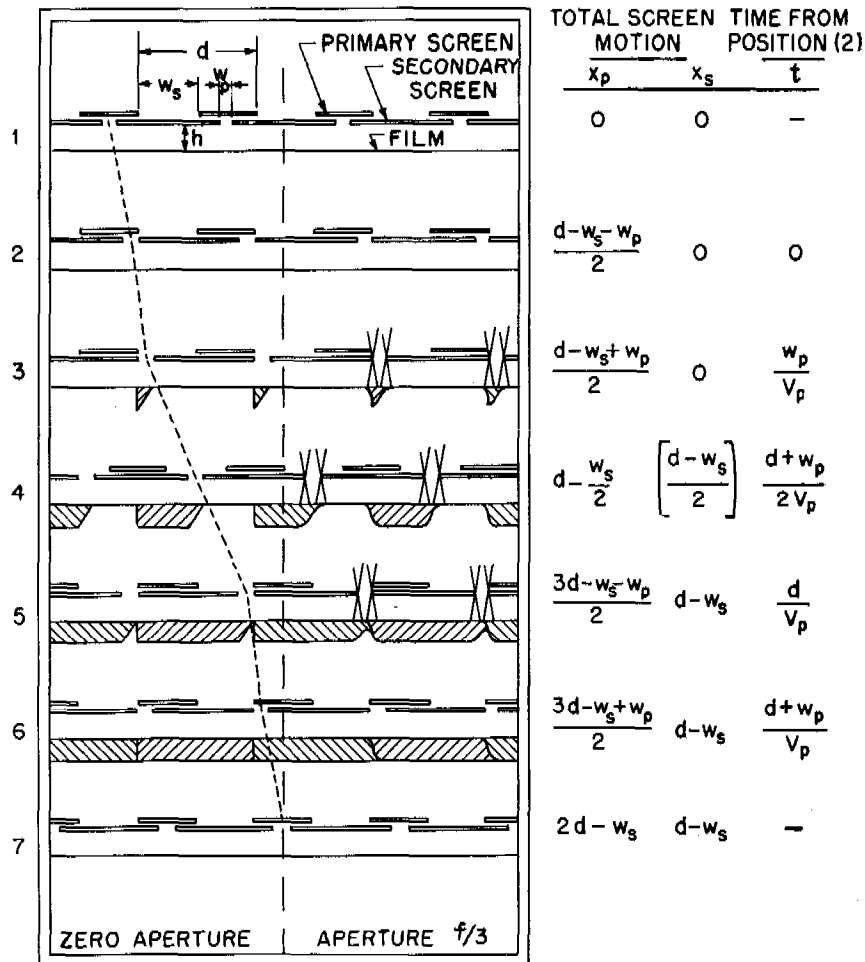 TOTAL SCREEN MOTION
TIME FROM POSITION (2)
x_p x_s t
d
w_s w_p
PRIMARY SCREEN
SECONDARY SCREEN
h
FILM
1 0 0 –
2 (d-w_s-w_p)/2 0 0
3 (d-w_s+w_p)/2 0 w_p/V_p
4 d-w_s/2 [(d-w_s)/2] (d+w_p)/2V_p
5 (3d-w_s-w_p)/2 d-w_s d/V_p
6 (3d-w_s+w_p)/2 d-w_s (d+w_p)/V_p
7 2d-w_s d-w_s –
ZERO APERTURE
APERTURE f/3